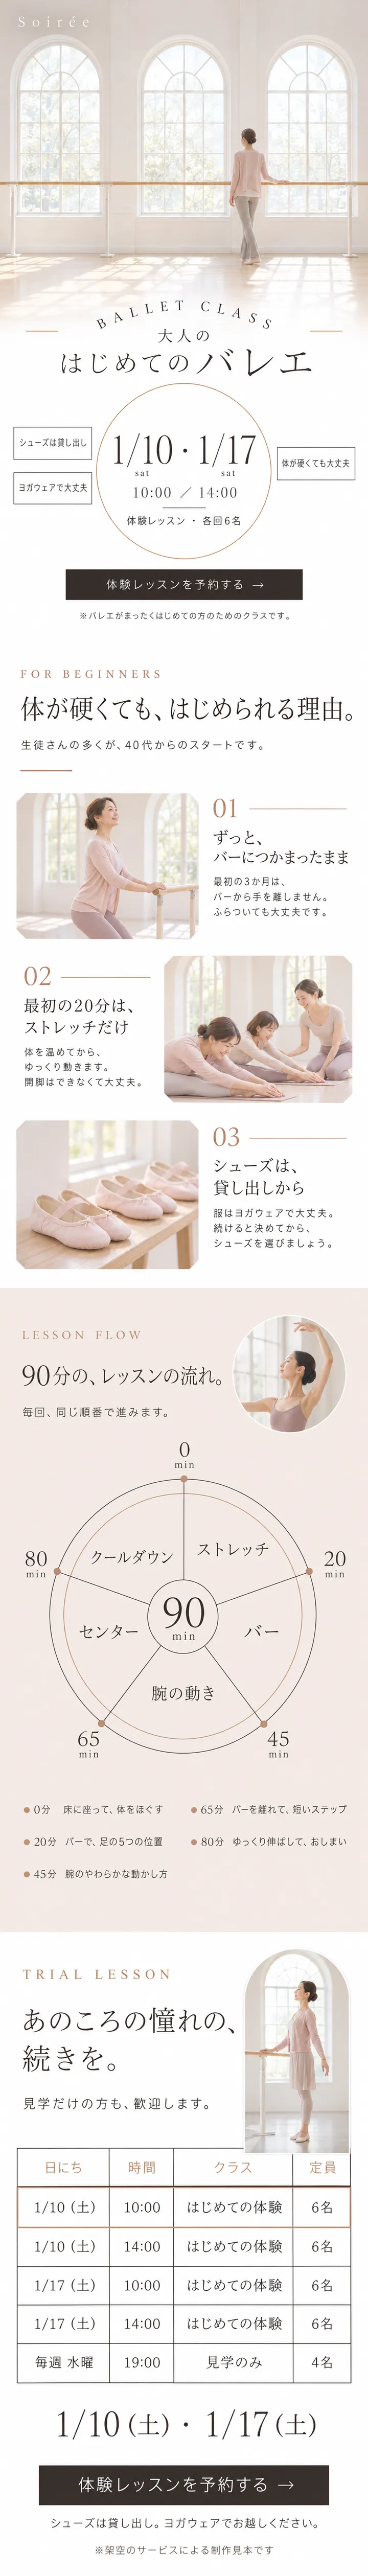 Soirée
BALLET CLASS
大人の
はじめてのバレエ
シューズは貸し出し
ヨガウェアで大丈夫
1/10・1/17
sat sat
10:00 ／ 14:00
体験レッスン ・ 各回6名
体が硬くても大丈夫
体験レッスンを予約する →
※バレエがまったくはじめての方のためのクラスです。
FOR BEGINNERS
体が硬くても、はじめられる理由。
生徒さんの多くが、40代からのスタートです。
01
ずっと、
バーにつかまったまま
最初の3か月は、
バーから手を離しません。
ふらついても大丈夫です。
02
最初の20分は、
ストレッチだけ
体を温めてから、
ゆっくり動きます。
開脚はできなくて大丈夫。
03
シューズは、
貸し出しから
服はヨガウェアで大丈夫。
続けると決めてから、
シューズを選びましょう。
LESSON FLOW
90分の、レッスンの流れ。
毎回、同じ順番で進みます。
0
min
クールダウン ストレッチ
80
min
20
min
90
min
センター バー
腕の動き
65
min
45
min
0分 床に座って、体をほぐす
20分 バーで、足の5つの位置
45分 腕のやわらかな動かし方
65分 バーを離れて、短いステップ
80分 ゆっくり伸ばして、おしまい
TRIAL LESSON
あのころの憧れの、
続きを。
見学だけの方も、歓迎します。
日にち 時間 クラス 定員
1/10（土） 10:00 はじめての体験 6名
1/10（土） 14:00 はじめての体験 6名
1/17（土） 10:00 はじめての体験 6名
1/17（土） 14:00 はじめての体験 6名
毎週 水曜 19:00 見学のみ 4名
1/10（土）・1/17（土）
体験レッスンを予約する →
シューズは貸し出し。ヨガウェアでお越しください。
※架空のサービスによる制作見本です